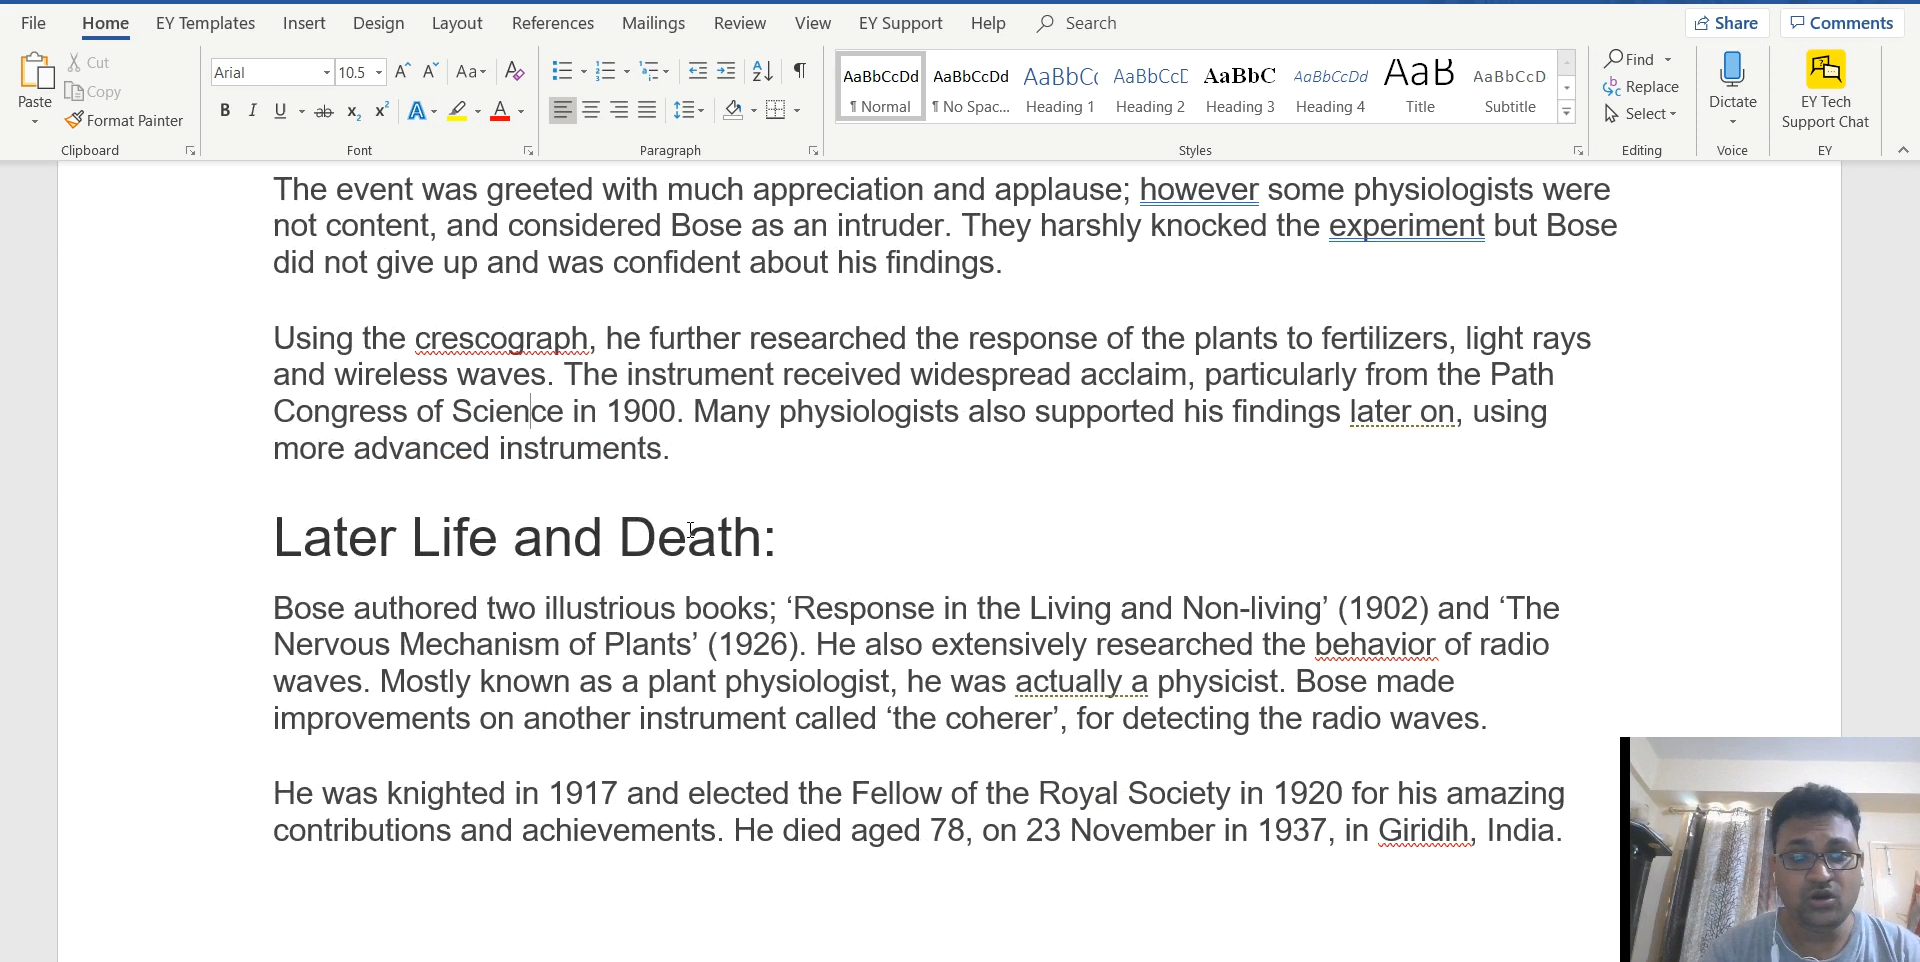 File Home EY Templates Insert Design Layout References Mailings Review View EY Support Help Search Share Comments
Paste Cut Copy Format Painter Clipboard
Arial 10.5 Aa
B I U ab x₂ x² A A
Font
Paragraph
AaBbCcDd AaBbCcDd AaBbCc AaBbCcD AaBbC AaBbCcDd AaB AaBbCcD
¶ Normal ¶ No Spac... Heading 1 Heading 2 Heading 3 Heading 4 Title Subtitle
Styles
Find
Replace
Select
Editing
Dictate
Voice
EY Tech
Support Chat
EY
The event was greeted with much appreciation and applause; however some physiologists were
not content, and considered Bose as an intruder. They harshly knocked the experiment but Bose
did not give up and was confident about his findings.
Using the crescograph, he further researched the response of the plants to fertilizers, light rays
and wireless waves. The instrument received widespread acclaim, particularly from the Path
Congress of Science in 1900. Many physiologists also supported his findings later on, using
more advanced instruments.
Later Life and Death:
Bose authored two illustrious books; ‘Response in the Living and Non-living’ (1902) and ‘The
Nervous Mechanism of Plants’ (1926). He also extensively researched the behavior of radio
waves. Mostly known as a plant physiologist, he was actually a physicist. Bose made
improvements on another instrument called ‘the coherer’, for detecting the radio waves.
He was knighted in 1917 and elected the Fellow of the Royal Society in 1920 for his amazing
contributions and achievements. He died aged 78, on 23 November in 1937, in Giridih, India.